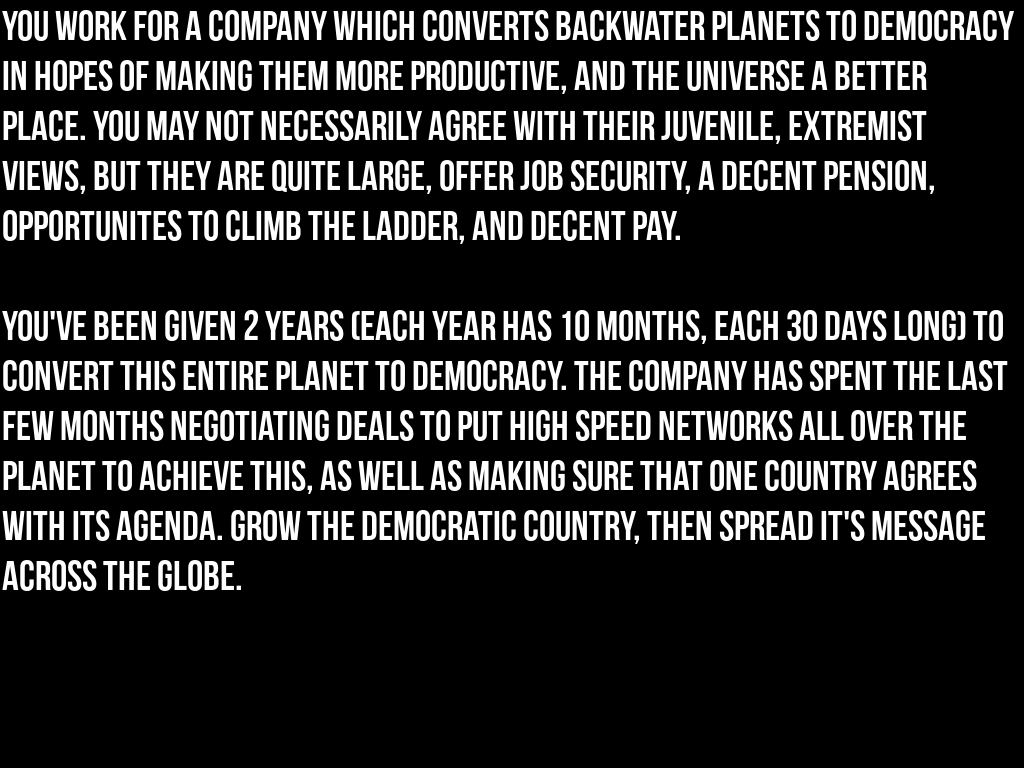 YOU WORK FOR A COMPANY WHICH CONVERTS BACKWATER PLANETS TO DEMOCRACY
IN HOPES OF MAKING THEM MORE PRODUCTIVE, AND THE UNIVERSE A BETTER
PLACE. YOU MAY NOT NECESSARILY AGREE WITH THEIR JUVENILE, EXTREMIST
VIEWS, BUT THEY ARE QUITE LARGE, OFFER JOB SECURITY, A DECENT PENSION,
OPPORTUNITES TO CLIMB THE LADDER, AND DECENT PAY.
YOU'VE BEEN GIVEN 2 YEARS (EACH YEAR HAS 10 MONTHS, EACH 30 DAYS LONG) TO
CONVERT THIS ENTIRE PLANET TO DEMOCRACY. THE COMPANY HAS SPENT THE LAST
FEW MONTHS NEGOTIATING DEALS TO PUT HIGH SPEED NETWORKS ALL OVER THE
PLANET TO ACHIEVE THIS, AS WELL AS MAKING SURE THAT ONE COUNTRY AGREES
WITH ITS AGENDA. GROW THE DEMOCRATIC COUNTRY, THEN SPREAD IT'S MESSAGE
ACROSS THE GLOBE.